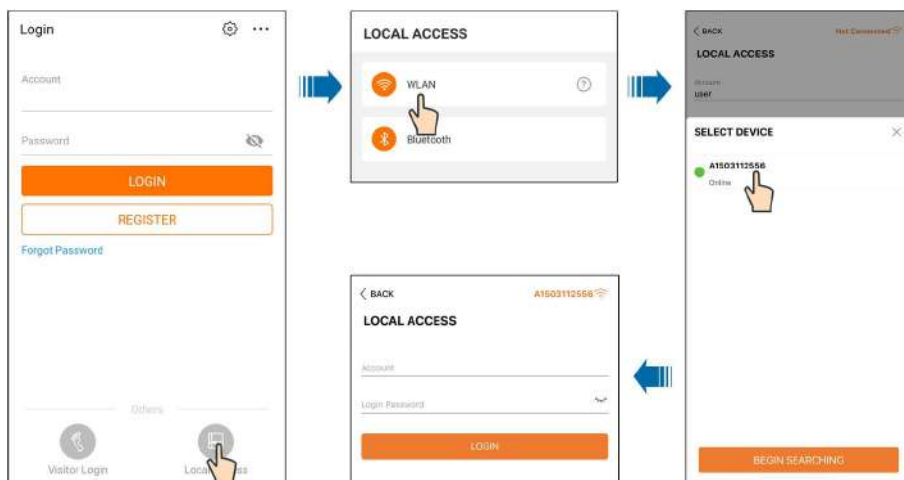 Login
Account
Password
LOGIN
REGISTER
Forgot Password
Others
Visitor Login
LOCAL ACCESS
WLAN
Bluetooth
BACK
Not Connected
LOCAL ACCESS
user
SELECT DEVICE
A1503112556
Online
BEGIN SEARCHING
BACK
A1503112556
LOCAL ACCESS
Account
Login Password
LOGIN